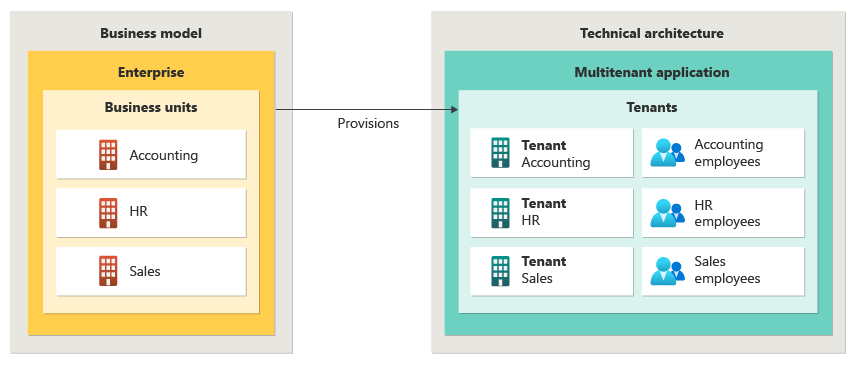 Business model
Enterprise
Business units
Accounting
HR
Sales
Provisions
Technical architecture
Multitenant application
Tenants
Tenant
Accounting
Accounting
employees
Tenant
HR
HR
employees
Tenant
Sales
Sales
employees